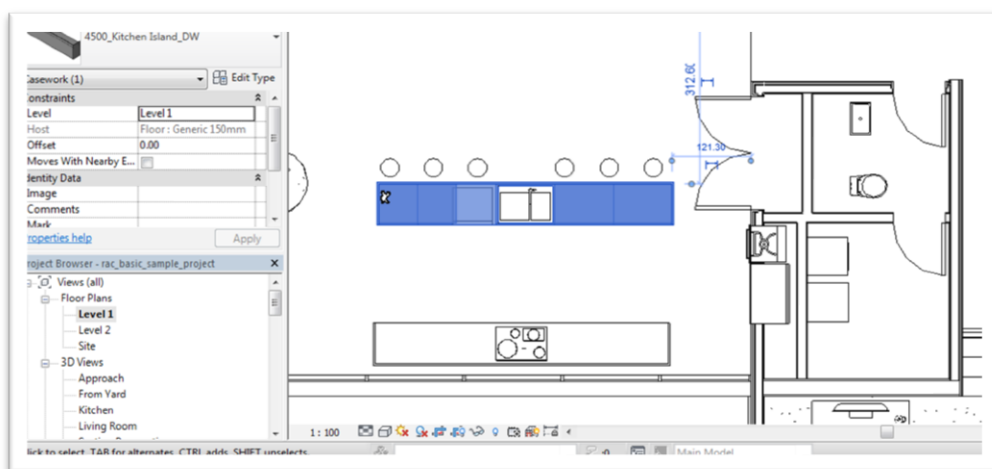 4500_Kitchen Island_DW
Casework (1)
Edit Type
Constraints
Level Level 1
Host Floor : Generic 150mm
Offset 0.00
Moves With Nearby E...
Identity Data
Image
Comments
Mark
Properties help
Apply
Project Browser - rac_basic_sample_project
Views (all)
Floor Plans
Level 1
Level 2
Site
3D Views
Approach
From Yard
Kitchen
Living Room
312.60
121.30
1 : 100
Click to select, TAB for alternates, CTRL adds, SHIFT unselects.
:0
Main Model